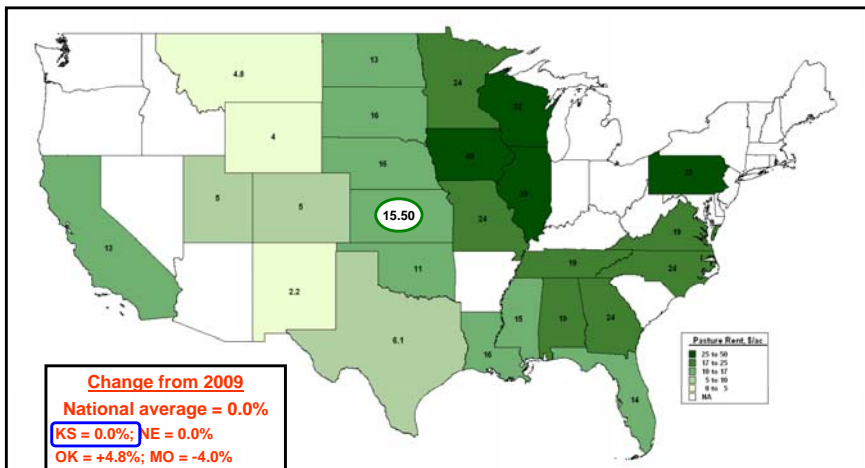 4.8
13
24
16
4
16
5
5
15.50
24
13
11
19
19
24
2.2
6.1
15
19
24
16
14
Pasture Rent, $/ac
25 to 50
17 to 25
10 to 17
5 to 10
0 to 5
NA
Change from 2009
National average = 0.0%
KS = 0.0%; NE = 0.0%
OK = +4.8%; MO = -4.0%